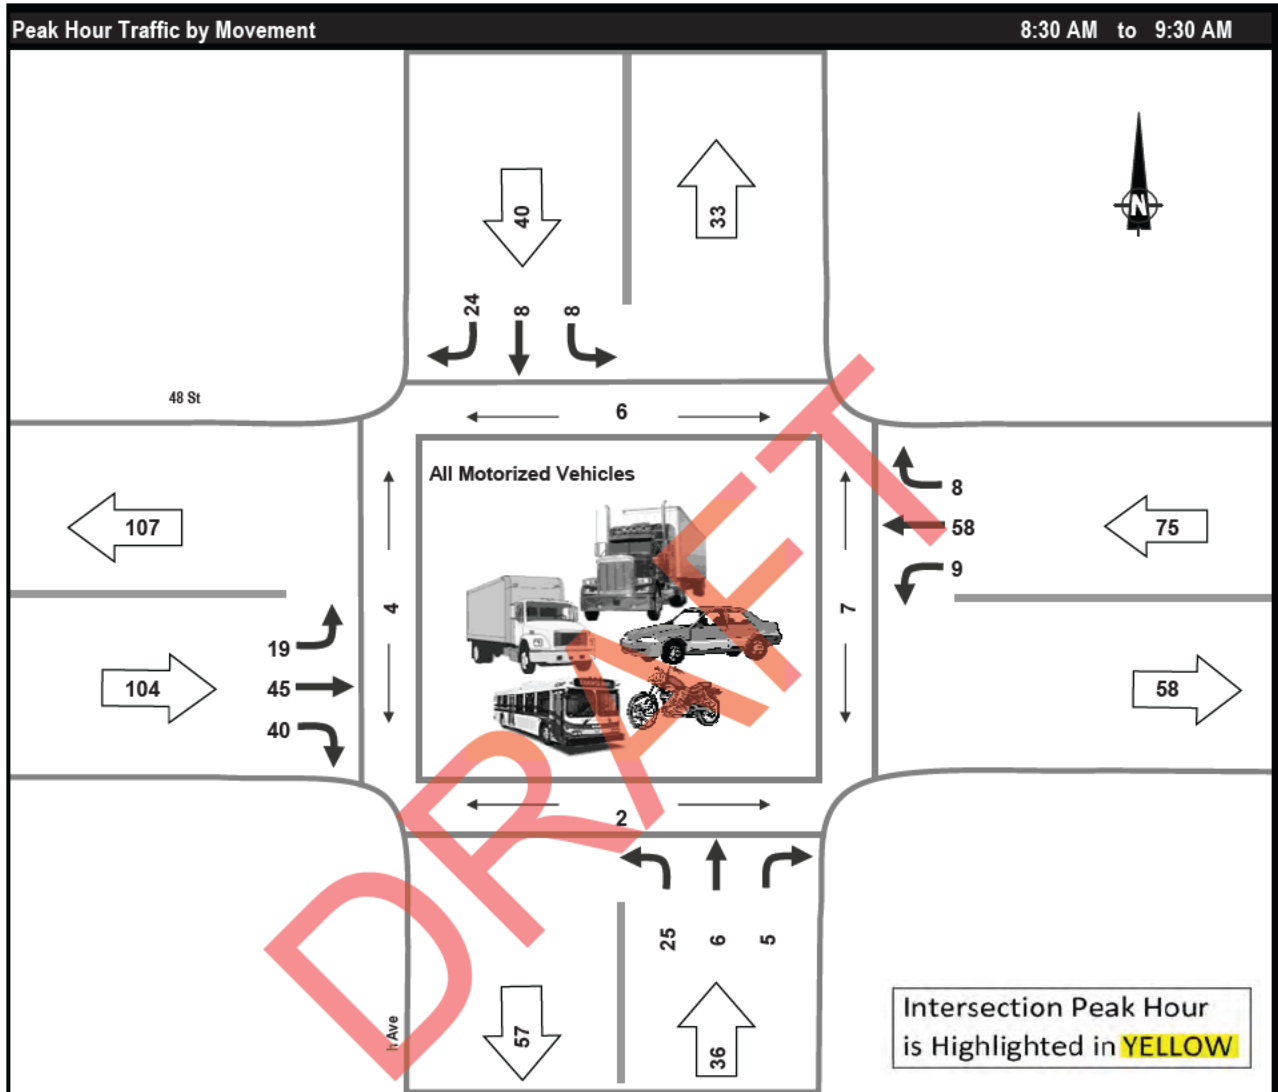 Peak Hour Traffic by Movement 8:30 AM to 9:30 AM
40
33
24 8 8
48 St
6
All Motorized Vehicles
8
107
58
75
9
4
7
19
104
45
58
40
2
DRAFT
25 6 5
57
36
h Ave
Intersection Peak Hour
is Highlighted in YELLOW
N